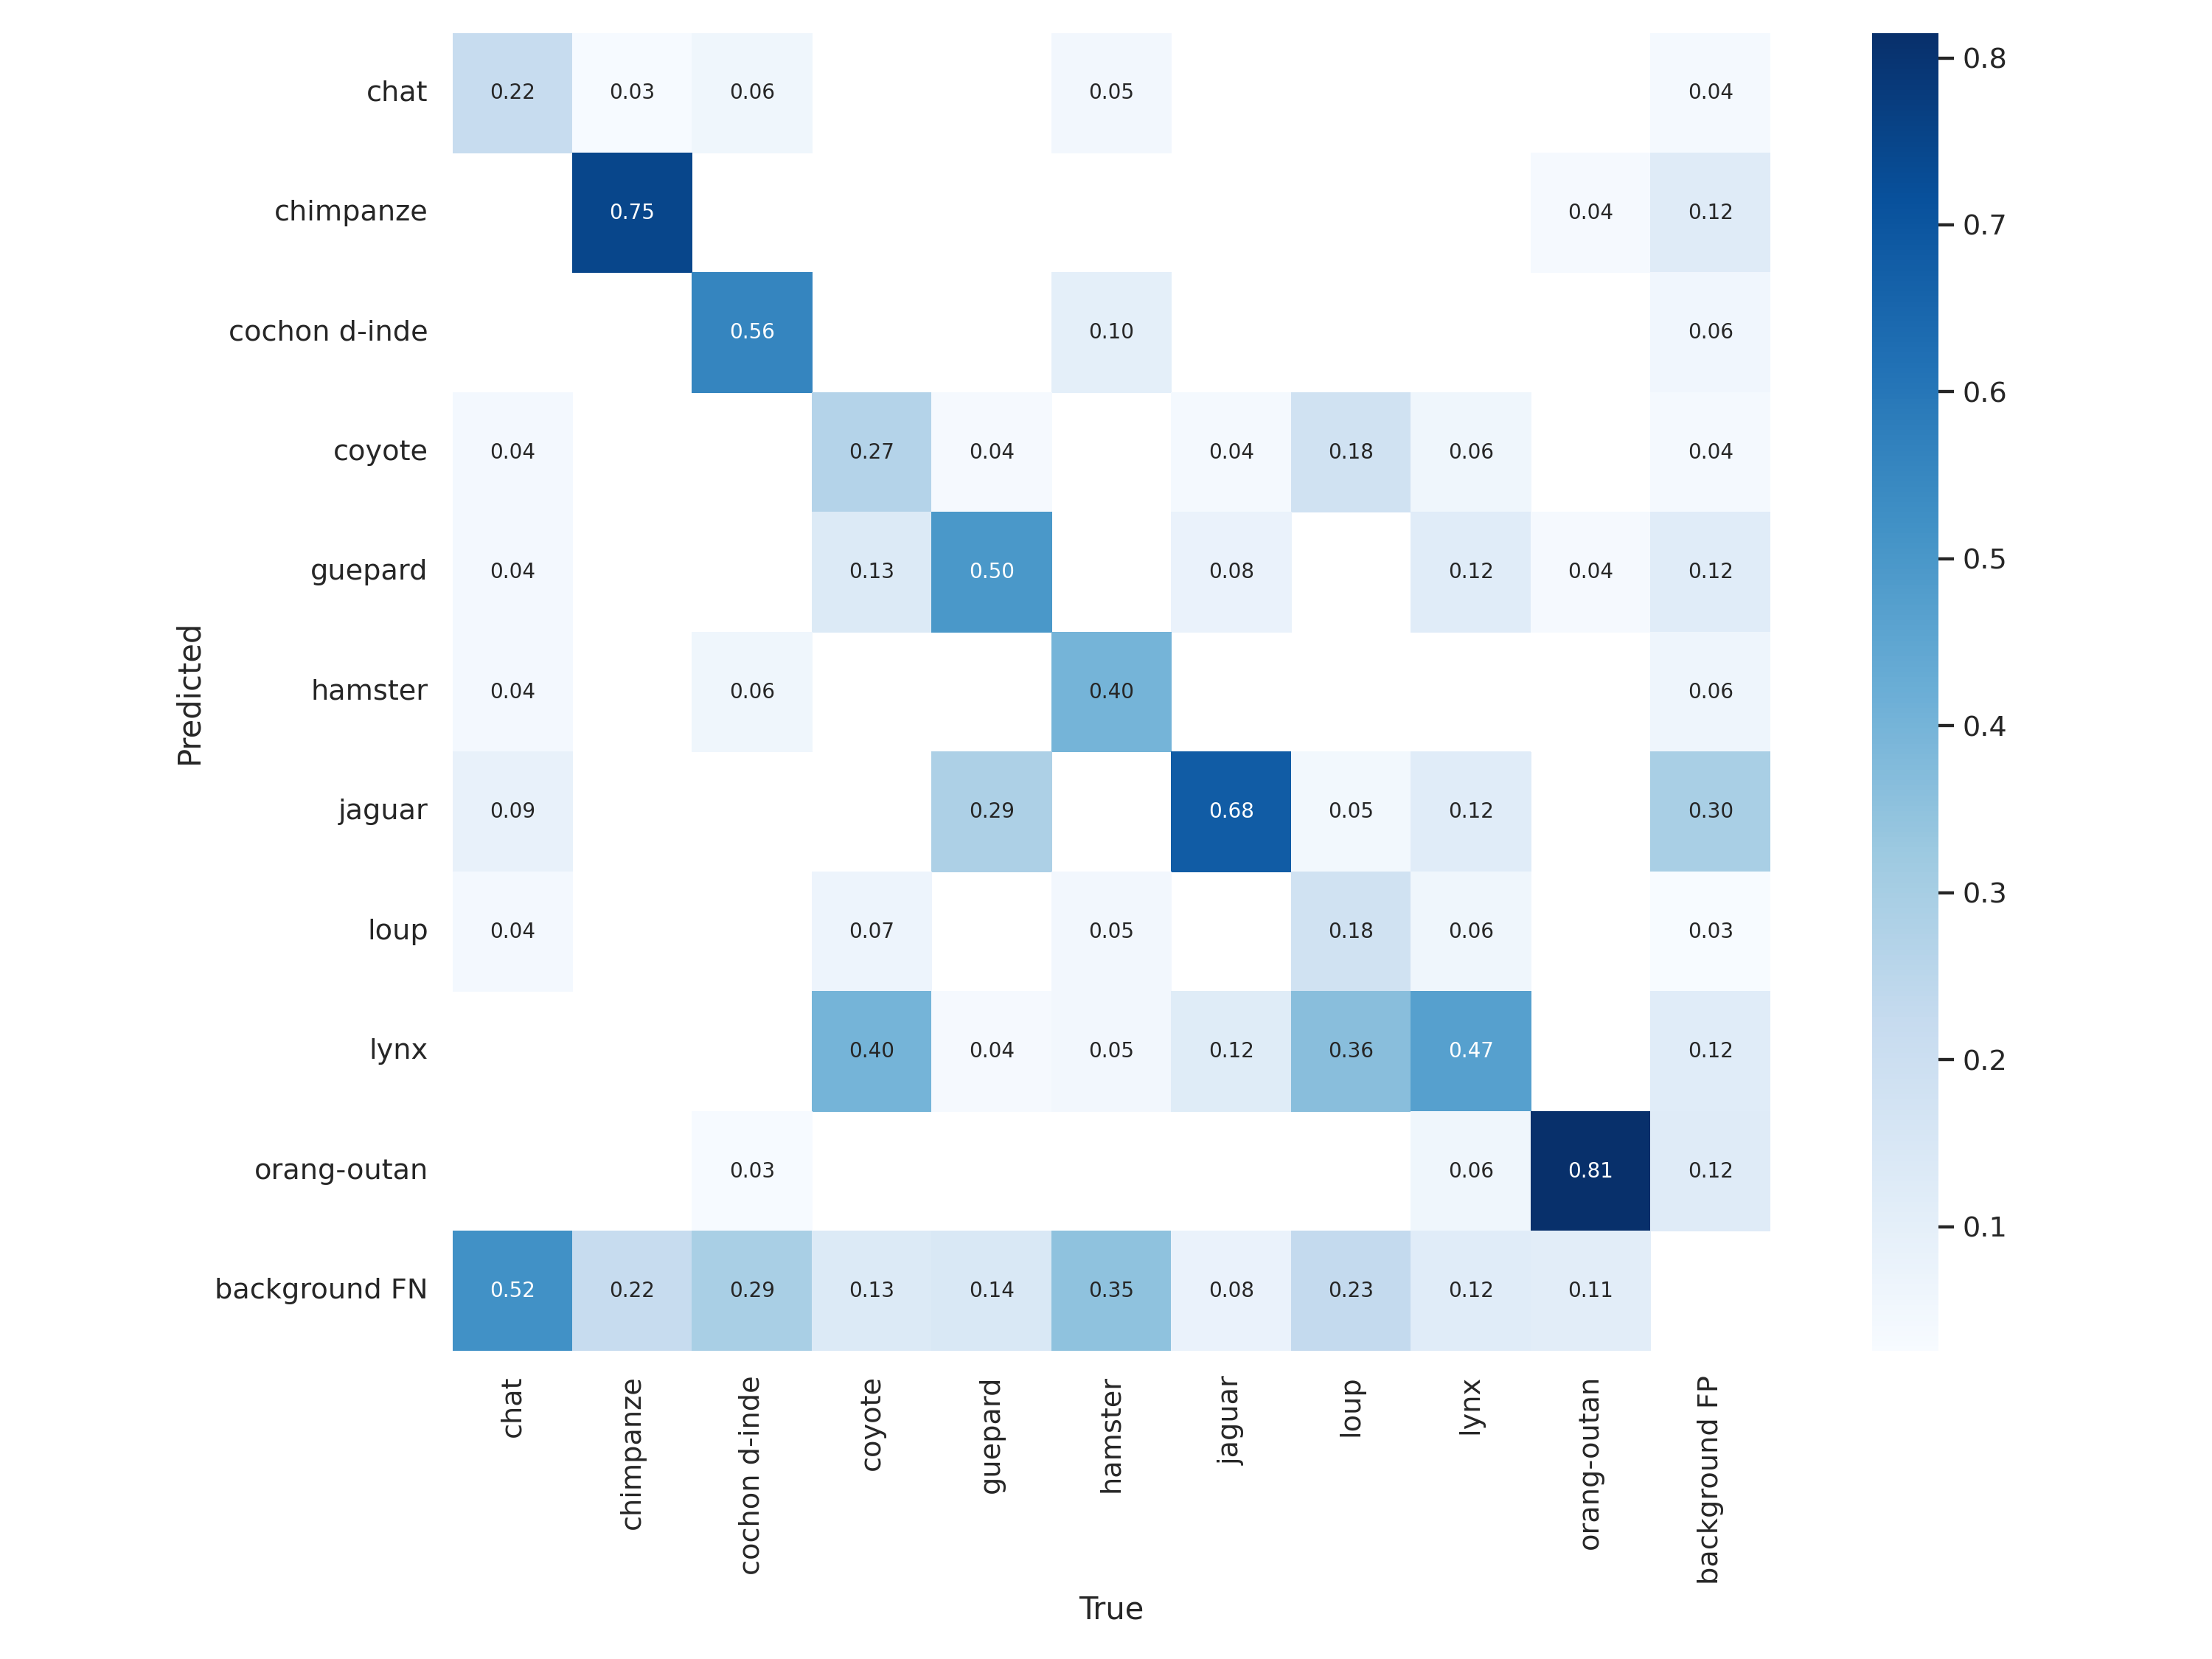 chat 0.22 0.03 0.06 0.05 0.04
chimpanze 0.75 0.04 0.12
cochon d-inde 0.56 0.10 0.06
coyote 0.04 0.27 0.04 0.04 0.18 0.06 0.04
guepard 0.04 0.13 0.50 0.08 0.12 0.04 0.12
hamster 0.04 0.06 0.40 0.06
jaguar 0.09 0.29 0.68 0.05 0.12 0.30
loup 0.04 0.07 0.05 0.18 0.06 0.03
lynx 0.40 0.04 0.05 0.12 0.36 0.47 0.12
orang-outan 0.03 0.06 0.81 0.12
background FN 0.52 0.22 0.29 0.13 0.14 0.35 0.08 0.23 0.12 0.11
Predicted
chat
chimpanze
cochon d-inde
coyote
guepard
hamster
jaguar
loup
lynx
orang-outan
background FP
True
0.8
0.7
0.6
0.5
0.4
0.3
0.2
0.1